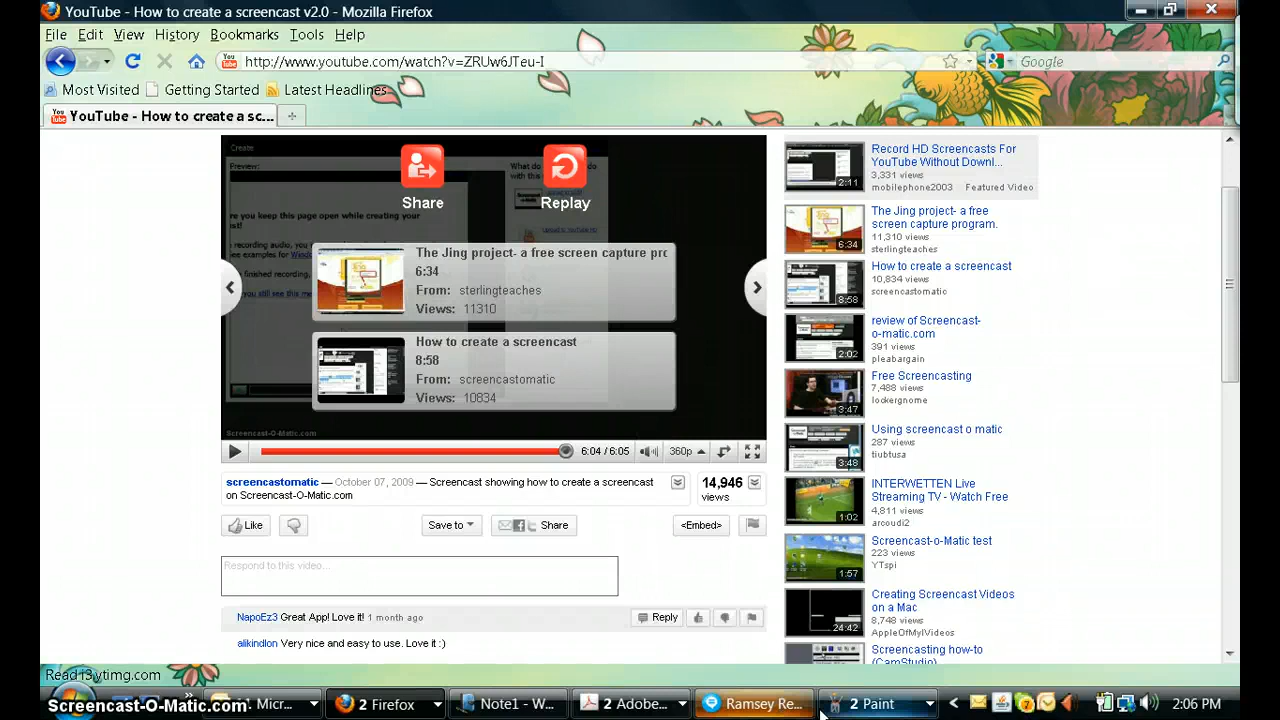 YouTube - How to create a screencast v2.0 - Mozilla Firefox
File Edit View History Bookmarks Tools Help
http://www.youtube.com/watch?v=ZRUw6JTeu-I
Google
Most Visited Getting Started Latest Headlines
YouTube - How to create a sc...
Create
Preview:
What do
with this
Share
Replay
The Jing project- a free screen capture prc
6:34
From: sterlingteaches
Views: 11310
How to create a screencast
8:58
From: screencastomatic
Views: 10834
Screencast-O-Matic.com
6:04 / 6:05
360p
screencastomatic — October 07, 2009 — Screencast showing how to create a screencast
on Screencast-O-Matic.com
14,946
views
Like
Save to
Share
<Embed>
Respond to this video...
NapoEz3 Great App! Love it! 1 month ago
Reply
alikindlon Very nice and easy to use. Love it :)
Record HD Screencasts For
YouTube Without Downl...
3,331 views
mobilephone2003 Featured Video
2:11
The Jing project- a free
screen capture program.
11,310 views
sterlingteaches
6:34
How to create a screencast
10,834 views
screencastomatic
8:58
review of Screencast-
o-matic.com
391 views
pleabargain
2:02
Free Screencasting
7,488 views
lockergnome
3:47
Using screencast o matic
287 views
tiubtusa
3:48
INTERWETTEN Live
Streaming TV - Watch Free
4,811 views
arcoudi2
1:02
Screencast-o-Matic test
223 views
YTspi
1:57
Creating Screencast Videos
on a Mac
8,748 views
AppleOfMyIVideos
24:42
Screencasting how-to
(CamStudio)
Screencast-O-Matic.com
2 Firefox
Note1 - W...
2 Adobe...
Ramsey Re...
2 Paint
2:06 PM